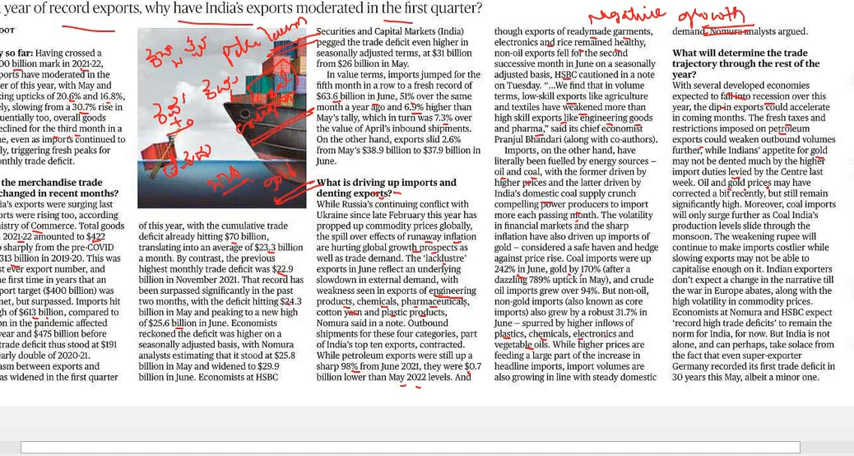 year of record exports, why have India's exports moderated in the first quarter?
negative growth
far: Having crossed a
00 billion mark in 2021-22,
ports have moderated in the
er of this year, with May and
ing upticks of 20.6% and 16.8%,
ely, slowing from a 30.7% rise in
uentially too, overall goods
eclined for the third month in a
e, even as imports continued to
ly, triggering fresh peaks for
onthly trade deficit.
the merchandise trade
changed in recent months?
a's exports were surging last
orts were rising too, according
istry of Commerce. Total goods
2021-22 amounted to $422
sharply from the pre-COVID
313 billion in 2019-20. This was
st ever export number, and
e first time in years that an
port target ($400 billion) was
net, but surpassed. Imports hit
gh of $613 billion, compared to
on in the pandemic affected
year and $475 billion before
trade deficit thus stood at $191
early double of 2020-21.
asm between exports and
as widened in the first quarter
of this year, with the cumulative trade
deficit already hitting $70 billion,
translating into an average of $23.3 billion
a month. By contrast, the previous
highest monthly trade deficit was $22.9
billion in November 2021. That record has
been surpassed significantly in the past
two months, with the deficit hitting $24.3
billion in May and peaking to a new high
of $25.6 billion in June. Economists
reckoned the deficit was higher on a
seasonally adjusted basis, with Nomura
analysts estimating that it stood at $25.8
billion in May and widened to $29.9
billion in June. Economists at HSBC
Securities and Capital Markets (India)
pegged the trade deficit even higher in
seasonally adjusted terms, at $31 billion
from $26 billion in May.
In value terms, imports jumped for the
fifth month in a row to a fresh record of
$63.6 billion in June, 51% over the same
month a year ago and 6.9% higher than
May's tally, which in turn was 7.3% over
the value of April's inbound shipments.
On the other hand, exports slid 2.6%
from May's $38.9 billion to $37.9 billion in
June.
What is driving up imports and
denting exports?
While Russia's continuing conflict with
Ukraine since late February this year has
propped up commodity prices globally,
the spill over effects of runaway inflation
are hurting global growth prospects as
well as trade demand. The 'lacklustre'
exports in June reflect an underlying
slowdown in external demand, with
weakness seen in exports of engineering
products, chemicals, pharmaceuticals,
cotton yarn and plastic products,
Nomura said in a note. Outbound
shipments for these four categories, part
of India's top ten exports, contracted.
While petroleum exports were still up a
sharp 98% from June 2021, they were $0.7
billion lower than May 2022 levels. And
though exports of readymade garments,
electronics and rice remained healthy,
non-oil exports fell for the second
successive month in June on a seasonally
adjusted basis, HSBC cautioned in a note
on Tuesday. "...We find that in volume
terms, low-skill exports like agriculture
and textiles have weakened more than
high skill exports like engineering goods
and pharma," said its chief economist
Pranjul Bhandari (along with co-authors).
Imports, on the other hand, have
literally been fuelled by energy sources –
oil and coal, with the former driven by
higher prices and the latter driven by
India's domestic coal supply crunch
compelling power producers to import
more each passing month. The volatility
in financial markets and the sharp
inflation have also driven up imports of
gold – considered a safe haven and hedge
against price rise. Coal imports were up
242% in June, gold by 170% (after a
dazzling 789% uptick in May), and crude
oil imports grew over 94%. But non-oil,
non-gold imports (also known as core
imports) also grew by a robust 31.7% in
June – spurred by higher inflows of
plastics, chemicals, electronics and
vegetable oils. While higher prices are
feeding a large part of the increase in
headline imports, import volumes are
also growing in line with steady domestic
demand, Nomura analysts argued.
What will determine the trade
trajectory through the rest of the
year?
With several developed economies
expected to fall into recession over this
year, the dip in exports could accelerate
in coming months. The fresh taxes and
restrictions imposed on petroleum
exports could weaken outbound volumes
further, while Indians' appetite for gold
may not be dented much by the higher
import duties levied by the Centre last
week. Oil and gold prices may have
corrected a bit recently, but still remain
significantly high. Moreover, coal imports
will only surge further as Coal India's
production levels slide through the
monsoon. The weakening rupee will
continue to make imports costlier while
slowing exports may not be able to
capitalise enough on it. Indian exporters
don't expect a change in the narrative till
the war in Europe abates, along with the
high volatility in commodity prices.
Economists at Nomura and HSBC expect
'record high trade deficits' to remain the
norm for India, for now. But India is not
alone, and can perhaps, take solace from
the fact that even super-exporter
Germany recorded its first trade deficit in
30 years this May, albeit a minor one.